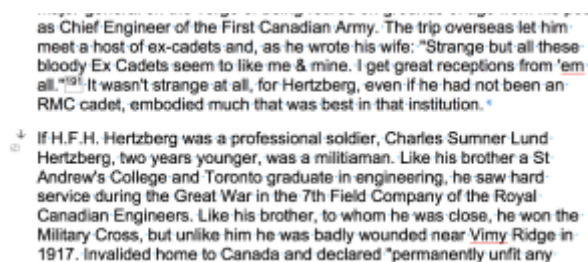 as Chief Engineer of the First Canadian Army. The trip overseas let him
meet a host of ex-cadets and, as he wrote his wife: "Strange but all these
bloody Ex Cadets seem to like me & mine. I get great receptions from 'em
all."[19] It wasn't strange at all, for Hertzberg, even if he had not been an
RMC cadet, embodied much that was best in that institution.
If H.F.H. Hertzberg was a professional soldier, Charles Sumner Lund
Hertzberg, two years younger, was a militiaman. Like his brother a St
Andrew's College and Toronto graduate in engineering, he saw hard
service during the Great War in the 7th Field Company of the Royal
Canadian Engineers. Like his brother, to whom he was close, he won the
Military Cross, but unlike him he was badly wounded near Vimy Ridge in
1917. Invalided home to Canada and declared "permanently unfit any